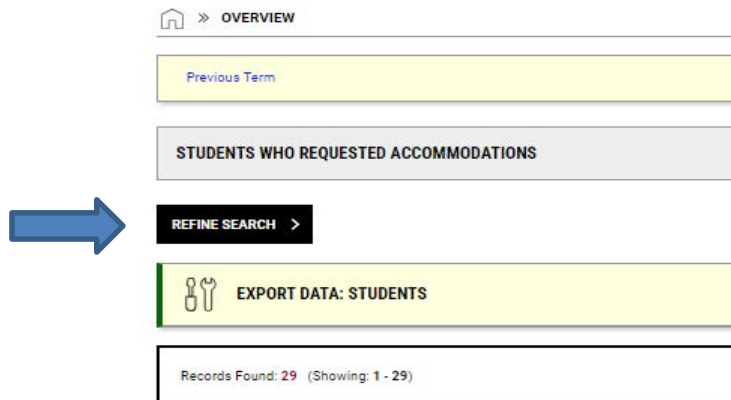 » OVERVIEW
Previous Term
STUDENTS WHO REQUESTED ACCOMMODATIONS
REFINE SEARCH >
EXPORT DATA: STUDENTS
Records Found: 29 (Showing: 1 - 29)